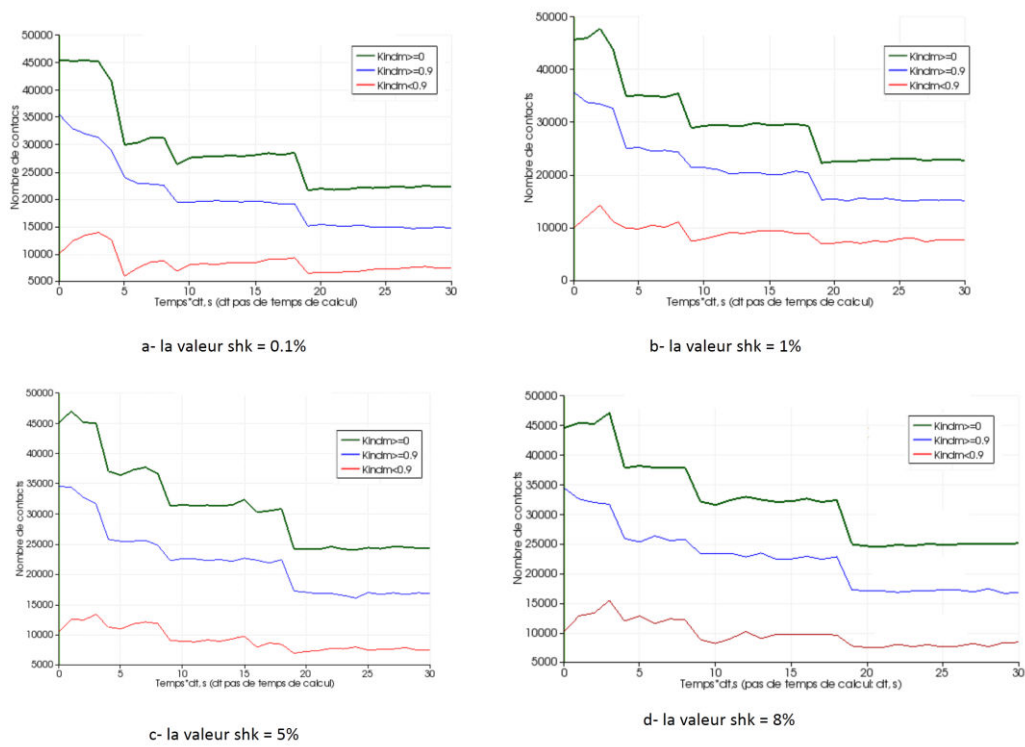 50000
45000
40000
35000
30000
25000
20000
15000
10000
5000
0 5 10 15 20 25 30
Nombre de contacts
Temps*dt, s (dt pas de temps de calcul)
Kindm>=0
Kindm>=0.9
Kindm<0.9
a- la valeur shk = 0.1%
50000
40000
30000
20000
10000
0
0 5 10 15 20 25 30
Nombre de contacts
Temps*dt, s (dt pas de temps de calcul)
Kindm>=0
Kindm>=0.9
Kindm<0.9
b- la valeur shk = 1%
50000
45000
40000
35000
30000
25000
20000
15000
10000
5000
0 5 10 15 20 25 30
Nombre de contacts
Temps*dt, s (dt pas de temps de calcul)
Kindm>=0
Kindm>=0.9
Kindm<0.9
c- la valeur shk = 5%
50000
45000
40000
35000
30000
25000
20000
15000
10000
5000
0 5 10 15 20 25 30
Nombre de contacts
Temps*dt,s (pas de temps de calcul: dt, s)
Kindm>=0
Kindm>=0.9
Kindm<0.9
d- la valeur shk = 8%